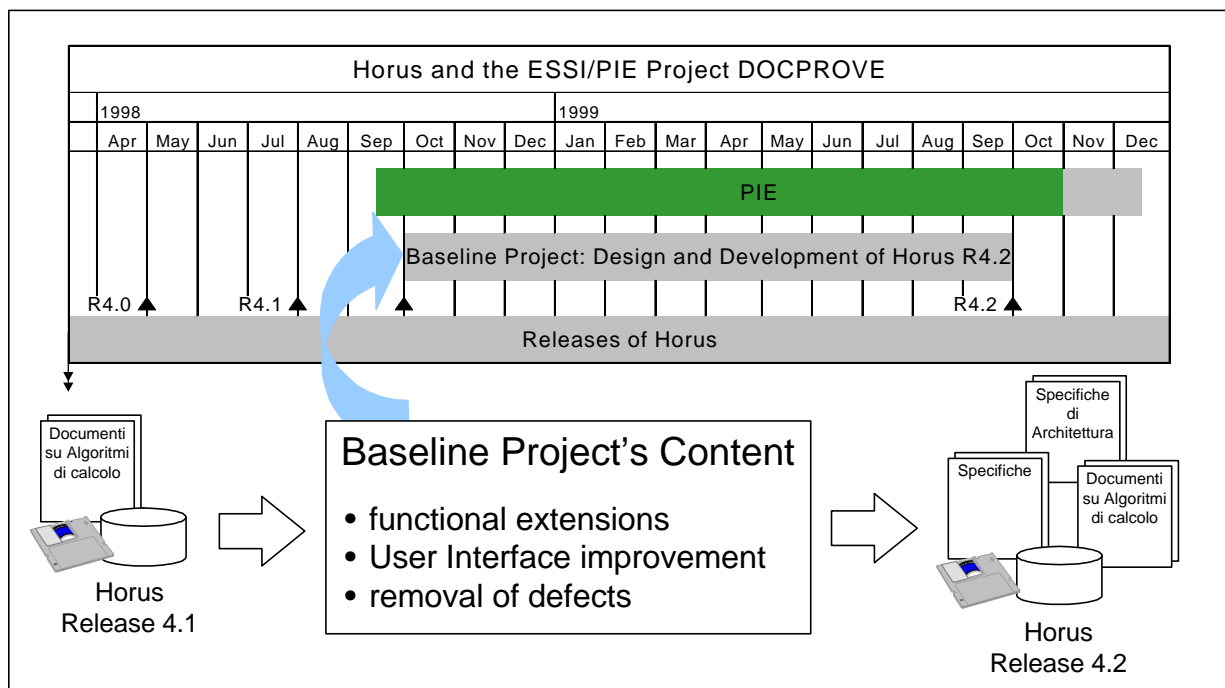 Horus and the ESSI/PIE Project DOCPROVE
1998 1999
Apr May Jun Jul Aug Sep Oct Nov Dec Jan Feb Mar Apr May Jun Jul Aug Sep Oct Nov Dec
PIE
Baseline Project: Design and Development of Horus R4.2
R4.0 R4.1 R4.2
Releases of Horus
Documenti
su Algoritmi
di calcolo
Horus
Release 4.1
Baseline Project's Content
• functional extensions
• User Interface improvement
• removal of defects
Specifiche
di
Architettura
Specifiche
Documenti
su Algoritmi
di calcolo
Horus
Release 4.2